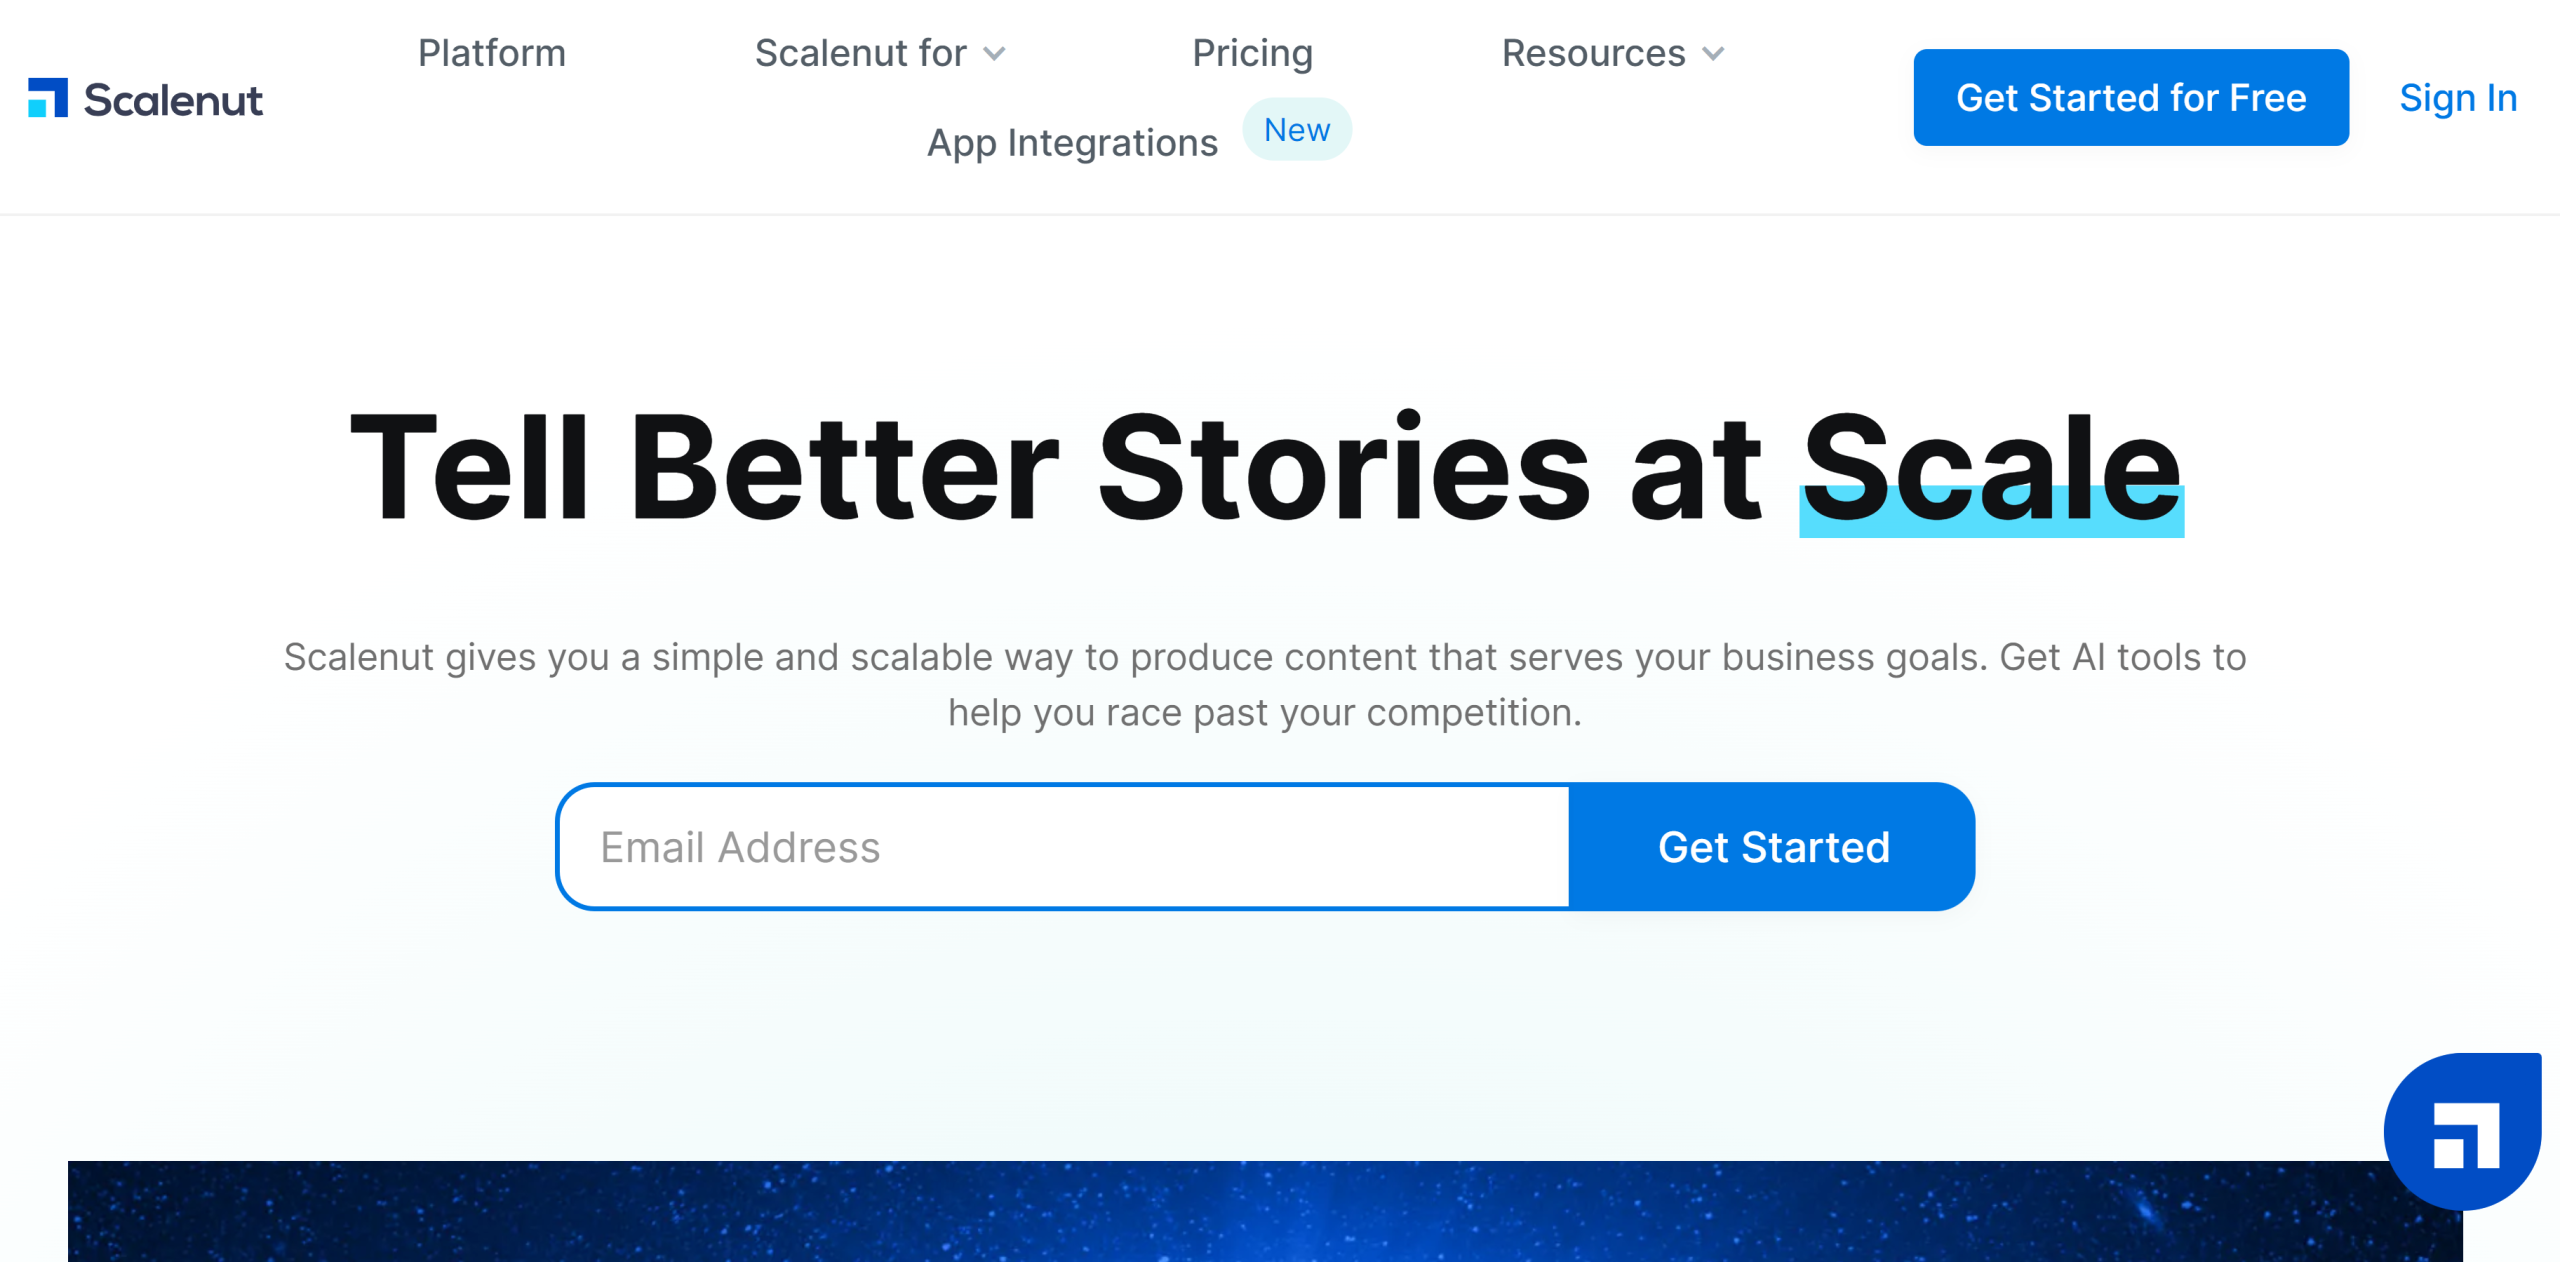 Scalenut
Platform
Scalenut for
Pricing
Resources
App Integrations New
Get Started for Free
Sign In
Tell Better Stories at Scale
Scalenut gives you a simple and scalable way to produce content that serves your business goals. Get AI tools to
help you race past your competition.
Email Address
Get Started